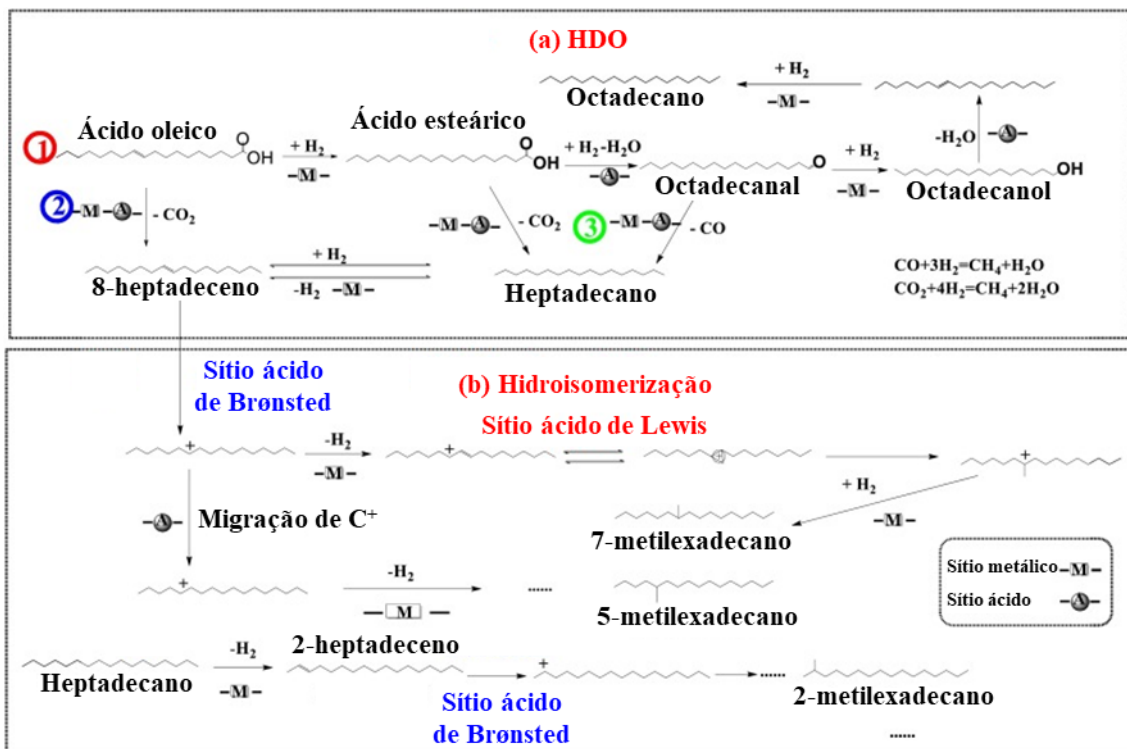 (a) HDO
+ H₂
-M-
Octadecano
Ácido oleico
O
OH
1
+ H₂
-M-
Ácido esteárico
O
OH
+ H₂-H₂O
-A-
O
Octadecanal
+ H₂
-M-
OH
Octadecanol
-H₂O
-A-
2
-M-A-
- CO₂
-M-A-
- CO₂
3
-M-A-
- CO
8-heptadeceno
+ H₂
-H₂ -M-
Heptadecano
CO+3H₂=CH₄+H₂O
CO₂+4H₂=CH₄+2H₂O
Sítio ácido
de Brønsted
(b) Hidroisomerização
Sítio ácido de Lewis
+
-H₂
-M-
+
+
+
+ H₂
-M-
-A-
Migração de C⁺
7-metilexadecano
+
-H₂
M
......
5-metilexadecano
Sítio metálico -M-
Sítio ácido -A-
2-heptadeceno
Heptadecano
-H₂
-M-
Sítio ácido
de Brønsted
+
......
2-metilexadecano
......